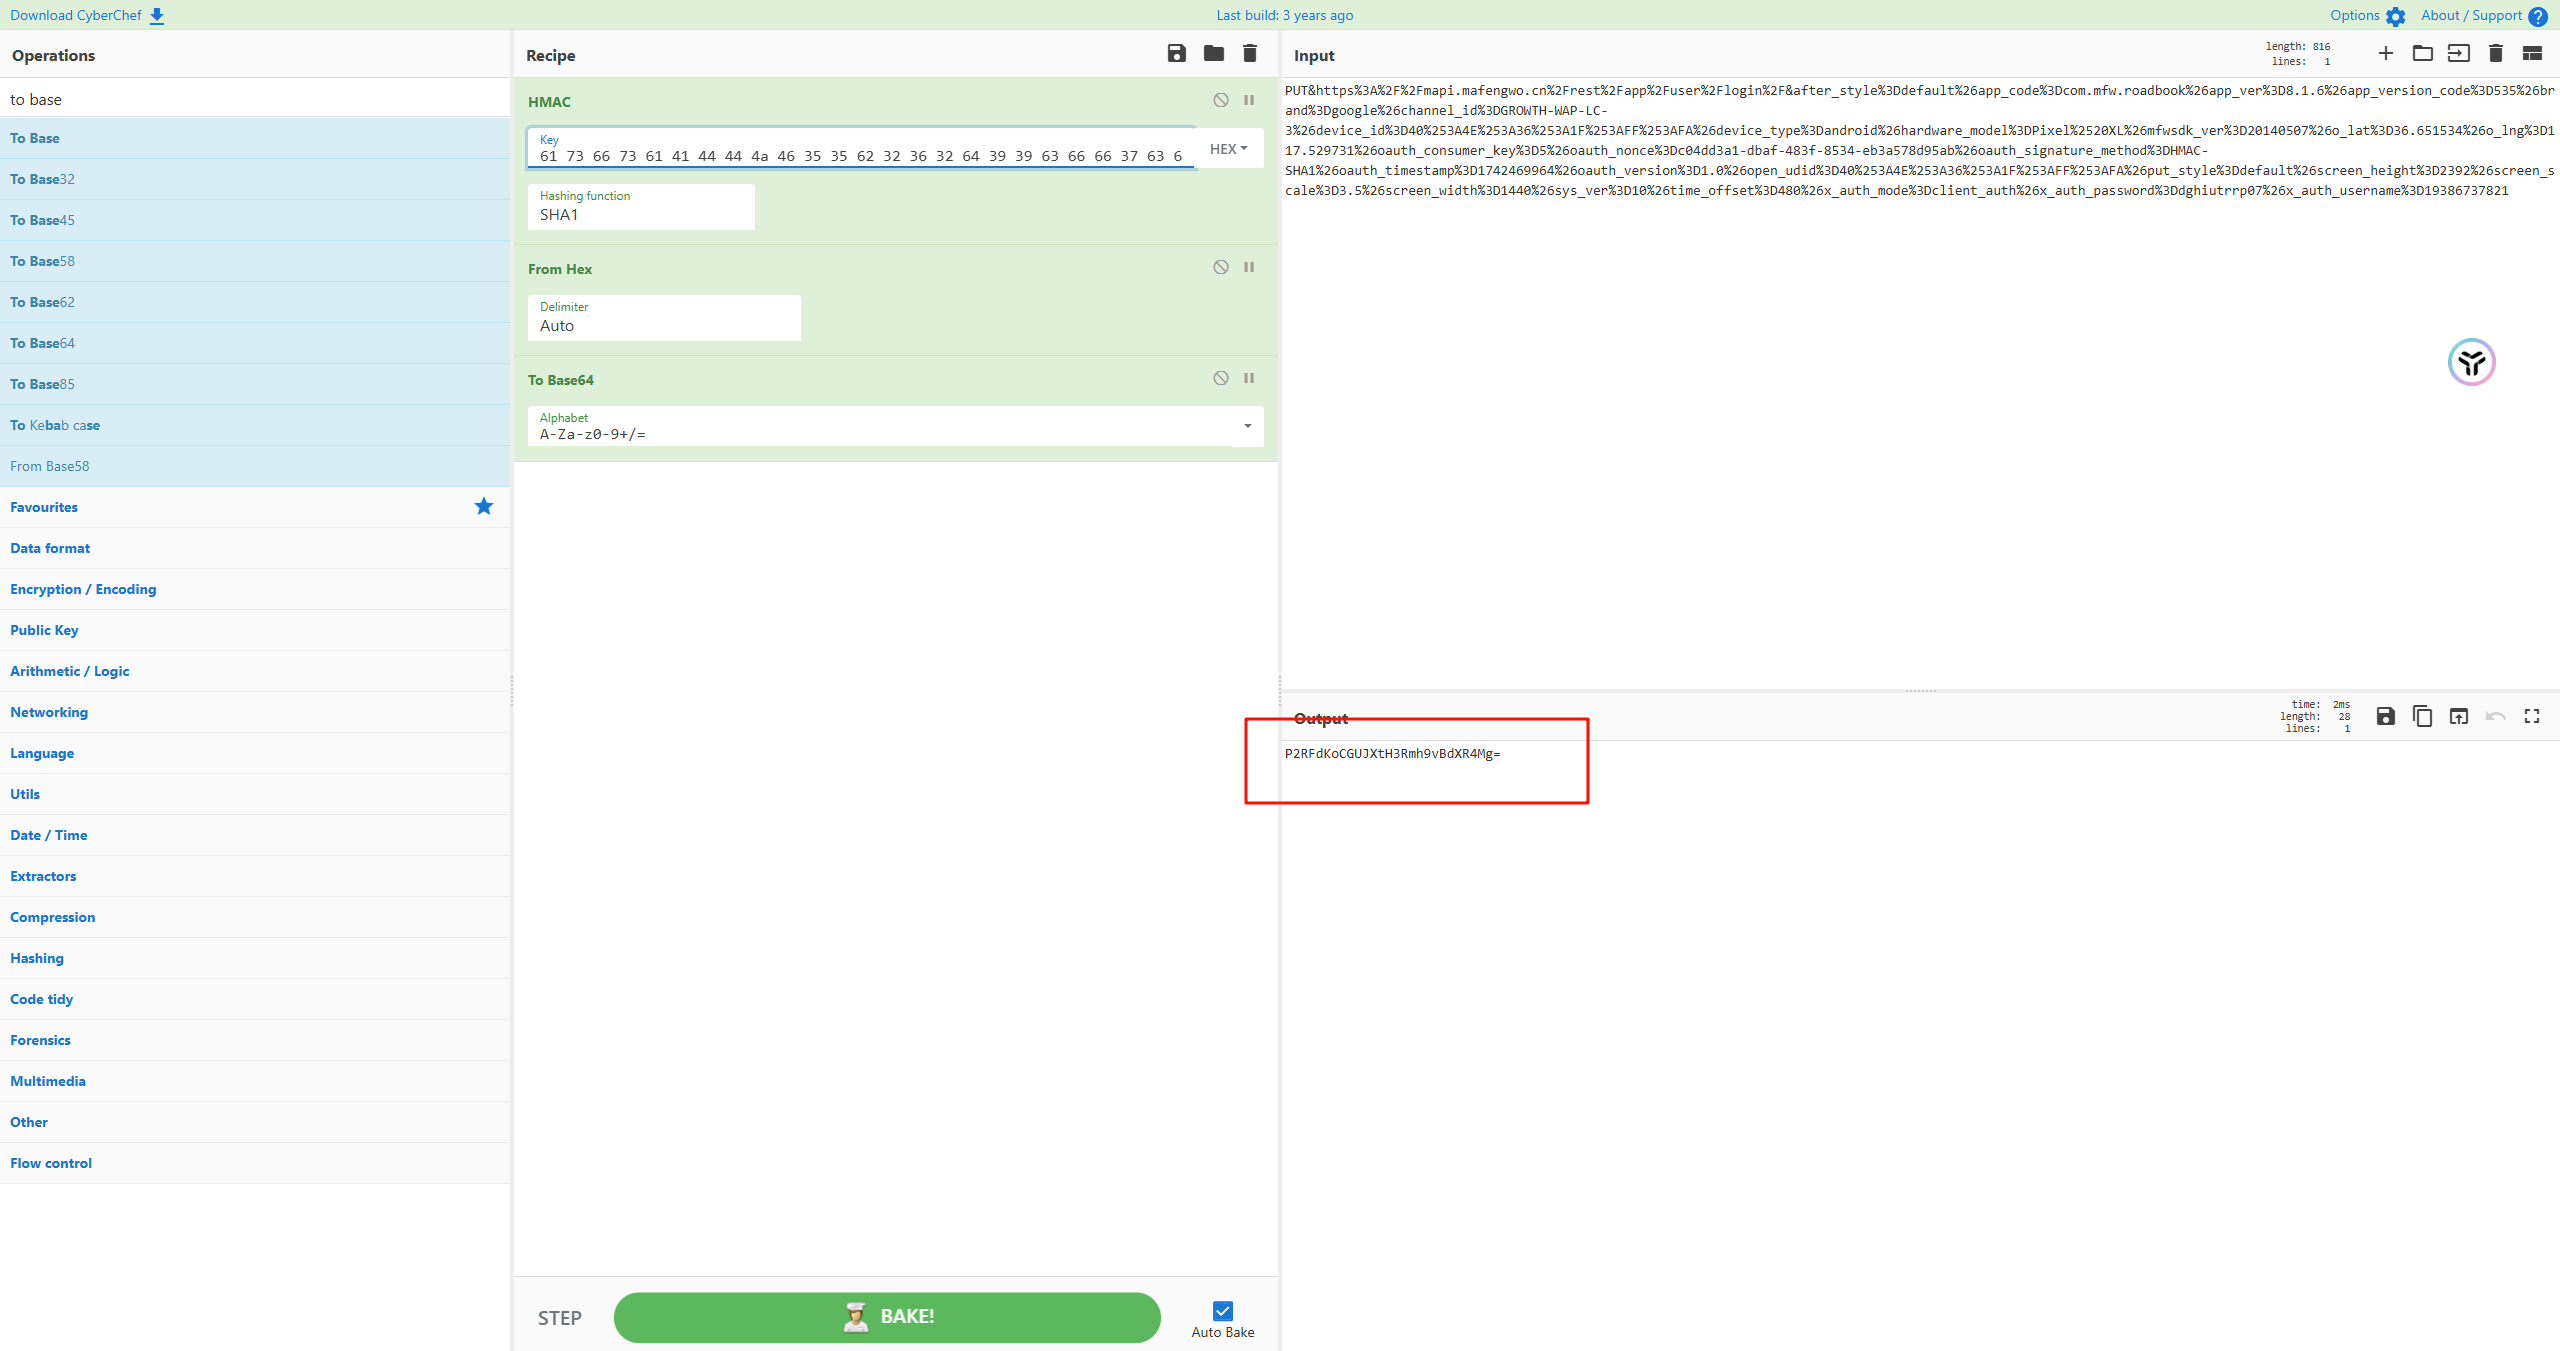 Download CyberChef
Last build: 3 years ago
Options
About / Support
Operations
to base
To Base
To Base32
To Base45
To Base58
To Base62
To Base64
To Base85
To Kebab case
From Base58
Favourites
Data format
Encryption / Encoding
Public Key
Arithmetic / Logic
Networking
Language
Utils
Date / Time
Extractors
Compression
Hashing
Code tidy
Forensics
Multimedia
Other
Flow control
Recipe
HMAC
Key
61 73 66 73 61 41 44 44 4a 46 35 35 62 32 36 32 64 39 39 63 66 66 37 63 6
HEX
Hashing function
SHA1
From Hex
Delimiter
Auto
To Base64
Alphabet
A-Za-z0-9+/=
STEP
BAKE!
Auto Bake
Input
length: 816
lines: 1
PUT&https%3A%2F%2Fmapi.mafengwo.cn%2Frest%2Fapp%2Fuser%2Flogin%2F&after_style%3Ddefault%26app_code%3Dcom.mfw.roadbook%26app_ver%3D8.1.6%26app_version_code%3D535%26br
and%3Dgoogle%26channel_id%3DGROWTH-WAP-LC-
3%26device_id%3D40%253A4E%253A36%253A1F%253AFF%253AFA%26device_type%3Dandroid%26hardware_model%3DPixel%2520XL%26mfwsdk_ver%3D20140507%26o_lat%3D36.651534%26o_lng%3D1
17.529731%26oauth_consumer_key%3D5%26oauth_nonce%3Dc04dd3a1-dbaf-483f-8534-eb3a578d95ab%26oauth_signature_method%3DHMAC-
SHA1%26oauth_timestamp%3D1742469964%26oauth_version%3D1.0%26open_udid%3D40%253A4E%253A36%253A1F%253AFF%253AFA%26put_style%3Ddefault%26screen_height%3D2392%26screen_s
cale%3D3.5%26screen_width%3D1440%26sys_ver%3D10%26time_offset%3D480%26x_auth_mode%3Dclient_auth%26x_auth_password%3Ddghiutrrp07%26x_auth_username%3D19386737821
Output
time: 2ms
length: 28
lines: 1
P2RFdKoCGUJXtH3Rmh9vBdXR4Mg=